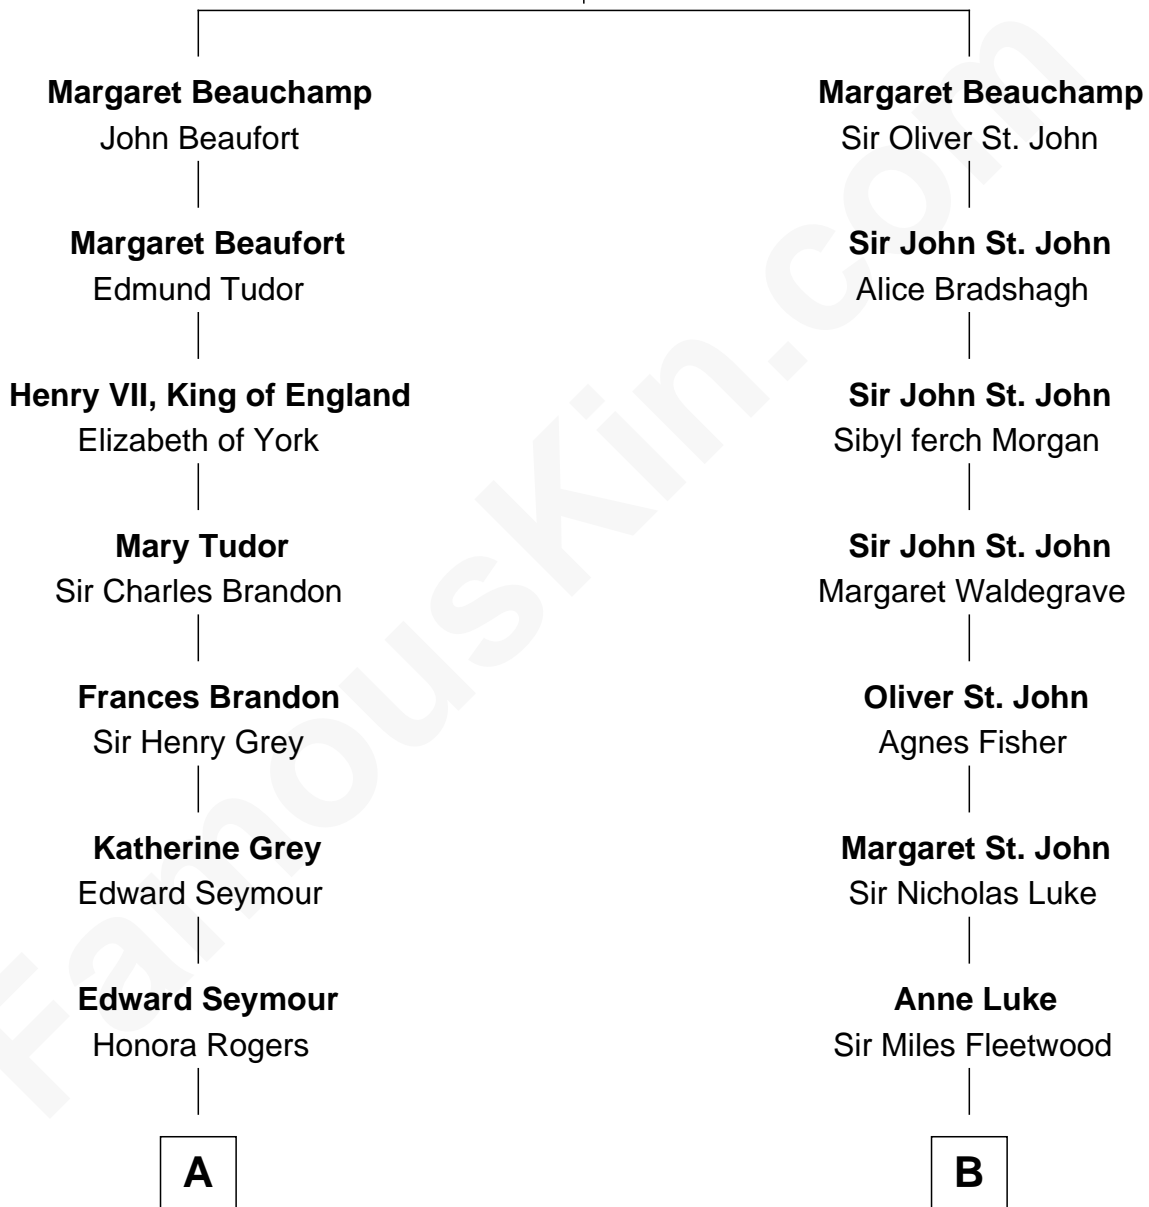 Margaret Beauchamp
John Beaufort
Margaret Beaufort
Edmund Tudor
Henry VII, King of England
Elizabeth of York
Mary Tudor
Sir Charles Brandon
Frances Brandon
Sir Henry Grey
Katherine Grey
Edward Seymour
Edward Seymour
Honora Rogers
A
Margaret Beauchamp
Sir Oliver St. John
Sir John St. John
Alice Bradshagh
Sir John St. John
Sibyl ferch Morgan
Sir John St. John
Margaret Waldegrave
Oliver St. John
Agnes Fisher
Margaret St. John
Sir Nicholas Luke
Anne Luke
Sir Miles Fleetwood
B
FamousKin.com